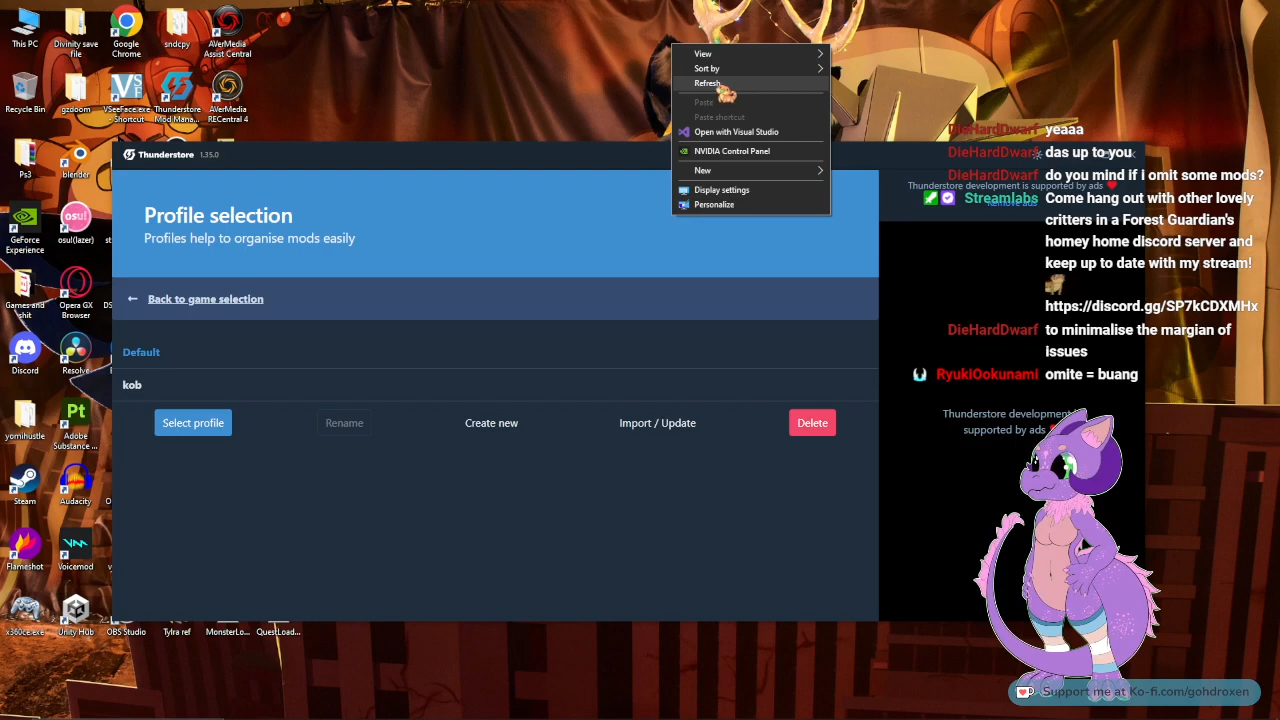 This PC
Divinity save file
Google Chrome
sndcpy
AVerMedia Assist Central
Recycle Bin
gzdoom
VSeeFace.exe - Shortcut
Thunderstore Mod Mana...
AVerMedia RECentral 4
Ps3
blender
GeForce Experience
osu!(lazer)
Games and shit
Opera GX Browser
Discord
Resolve
yomihustle
Adobe Substance ...
Steam
Audacity
Flameshot
Voicemod
x360ce.exe
Unity Hub
OBS Studio
Tylra ref
MonsterLo...
QuestLoad...
Thunderstore 1.35.0
Profile selection
Profiles help to organise mods easily
← Back to game selection
Default
kob
Select profile
Rename
Create new
Import / Update
Delete
View
Sort by
Refresh
Paste
Paste shortcut
Open with Visual Studio
NVIDIA Control Panel
New
Display settings
Personalize
Thunderstore development is supported by ads
Remove ads
DieHardDwarf yeaaa
DieHardDwarf das up to you
DieHardDwarf do you mind if i omit some mods?
Streamlabs Come hang out with other lovely
critters in a Forest Guardian's
homey home discord server and
keep up to date with my stream!
https://discord.gg/SP7kCDXMHx
DieHardDwarf to minimalise the margian of
issues
RyukIOokunamI omite = buang
Thunderstore development is
supported by ads
Support me at Ko-fi.com/gohdroxen